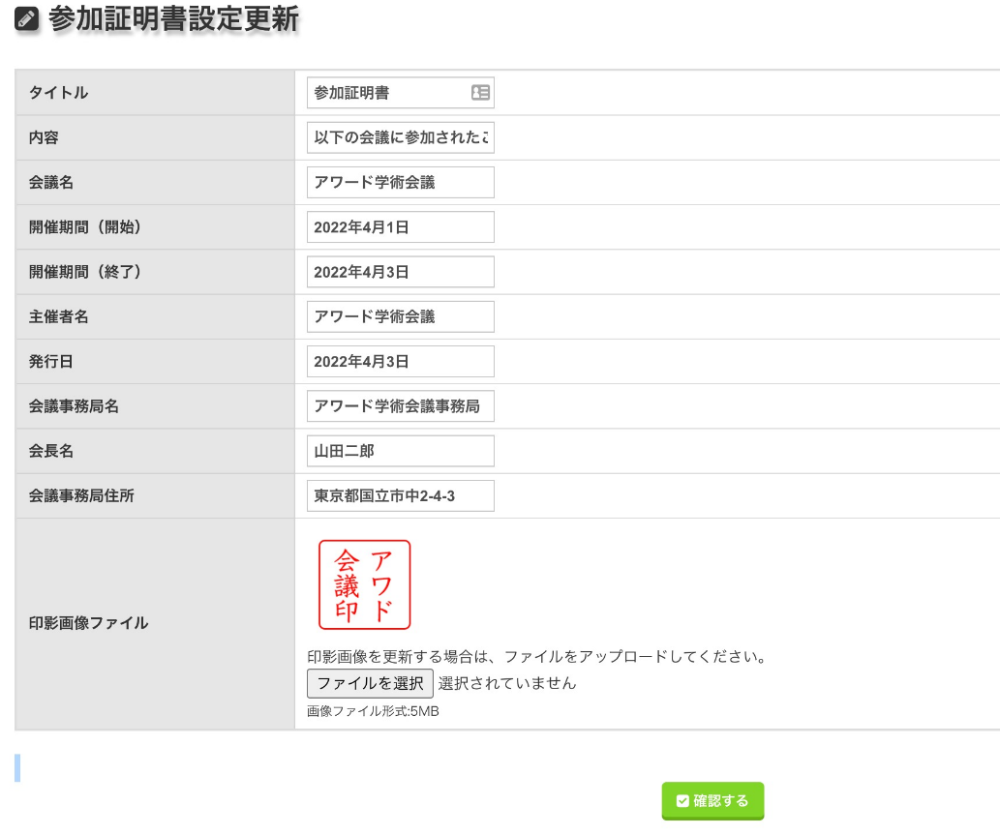 参加証明書設定更新
タイトル 参加証明書
内容 以下の会議に参加されたこ
会議名 アワード学術会議
開催期間（開始） 2022年4月1日
開催期間（終了） 2022年4月3日
主催者名 アワード学術会議
発行日 2022年4月3日
会議事務局名 アワード学術会議事務局
会長名 山田二郎
会議事務局住所 東京都国立市中2-4-3
印影画像ファイル
アワド
会議印
印影画像を更新する場合は、ファイルをアップロードしてください。
ファイルを選択 選択されていません
画像ファイル形式:5MB
確認する